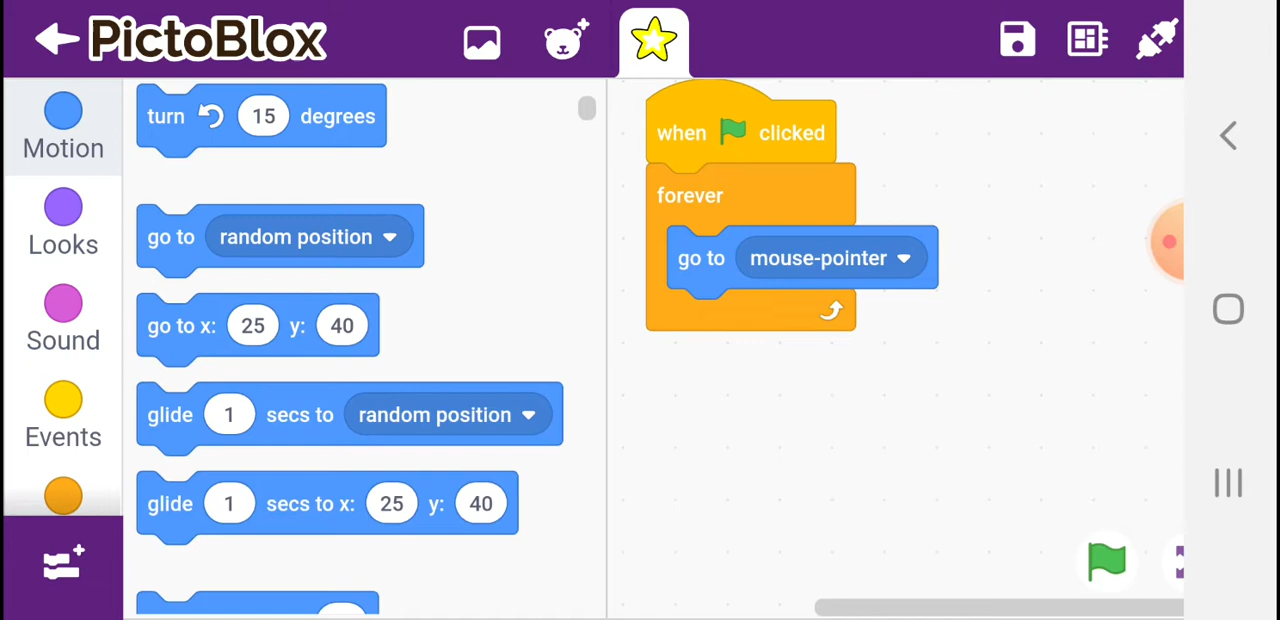 PictoBlox
Motion
Looks
Sound
Events
turn 15 degrees
go to random position
go to x: 25 y: 40
glide 1 secs to random position
glide 1 secs to x: 25 y: 40
when clicked
forever
go to mouse-pointer